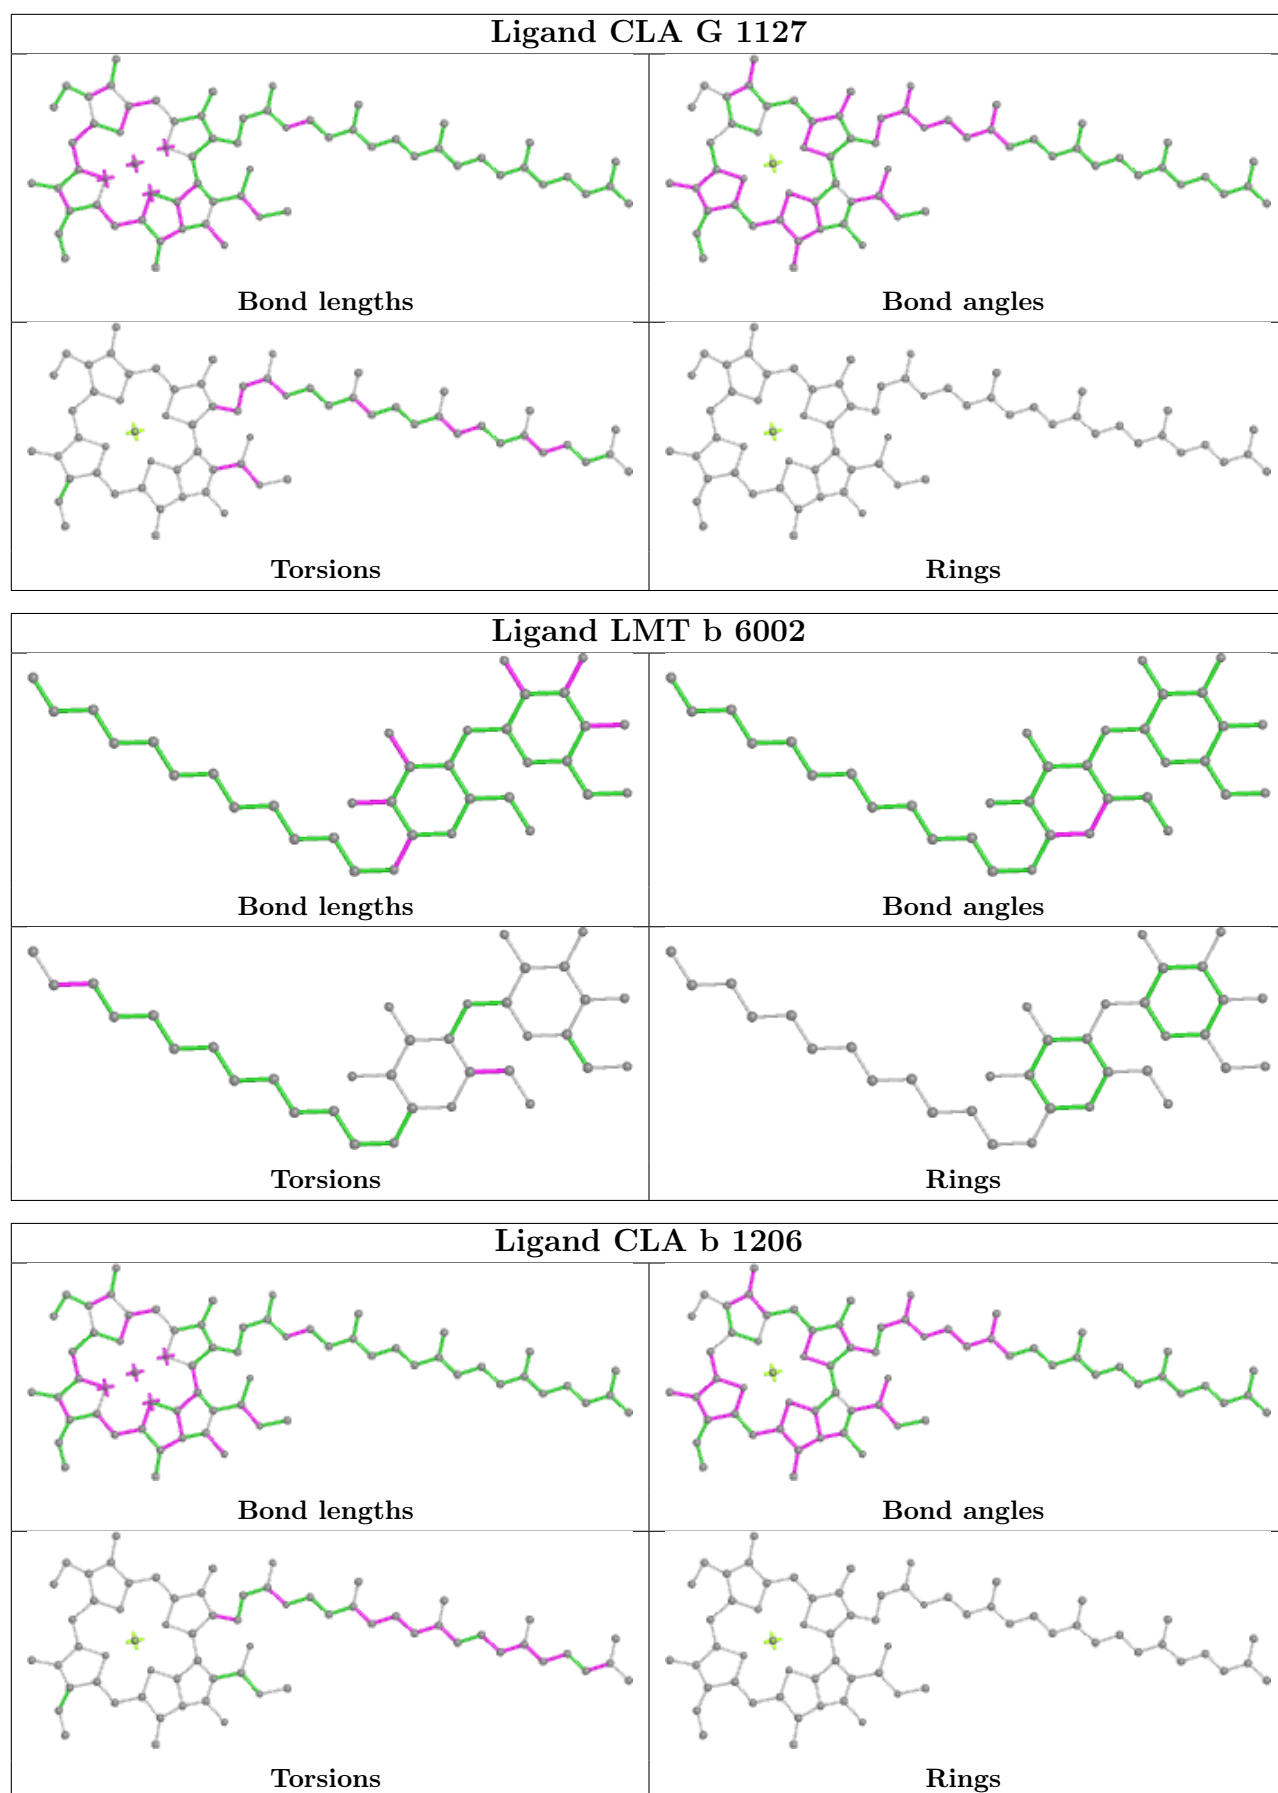 Ligand CLA G 1127
Bond lengths
Bond angles
Torsions
Rings
Ligand LMT b 6002
Bond lengths
Bond angles
Torsions
Rings
Ligand CLA b 1206
Bond lengths
Bond angles
Torsions
Rings